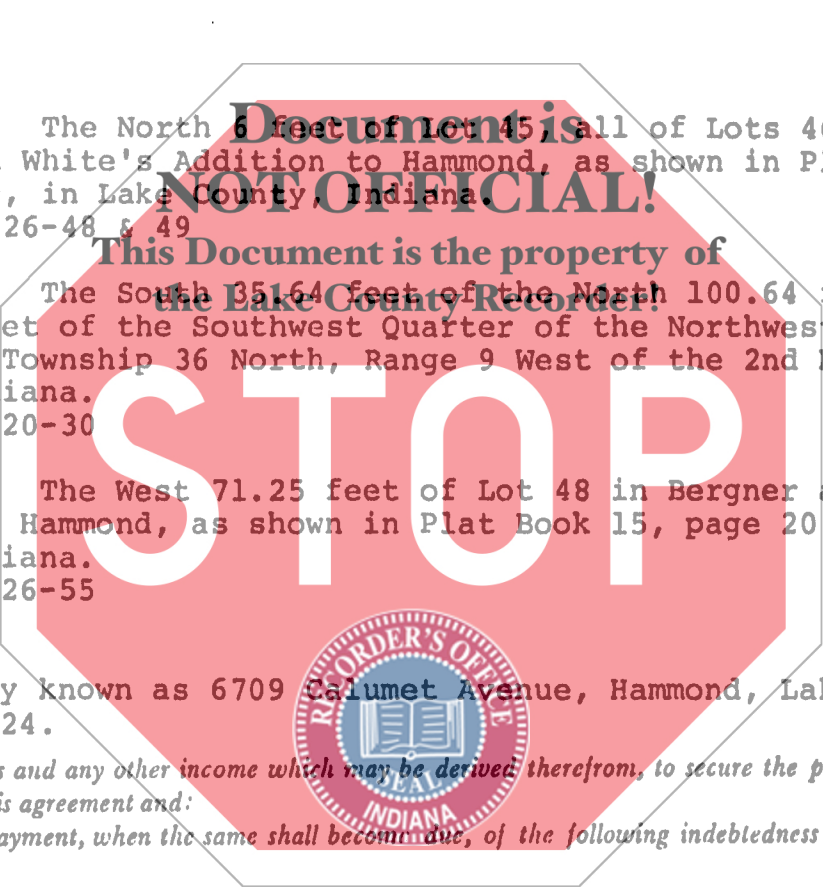 Document is
NOT OFFICIAL!
This Document is the property of
the Lake County Recorder!
STOP
RECORDER'S OFFICE
SEAL
INDIANA
The North 6 feet of Lot 45, all of Lots 46
White's Addition to Hammond, as shown in
, in Lake County, Indiana.
26-48 & 49
The South 35.64 feet of the North 100.64
et of the Southwest Quarter of the Northwes
Township 36 North, Range 9 West of the 2nd
iana.
20-30
The West 71.25 feet of Lot 48 in Bergner
Hammond, as shown in Plat Book 15, page 20
iana.
26-55
y known as 6709 Calumet Avenue, Hammond,
24.
s and any other income which may be derived therefrom, to secure the
is agreement and:
ayment, when the same shall become due, of the following indebtedness